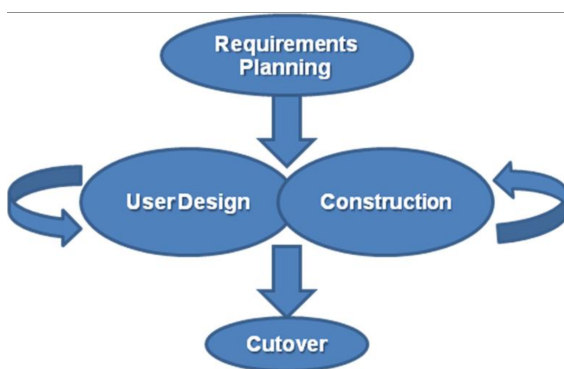 Requirements
Planning
User Design
Construction
Cutover